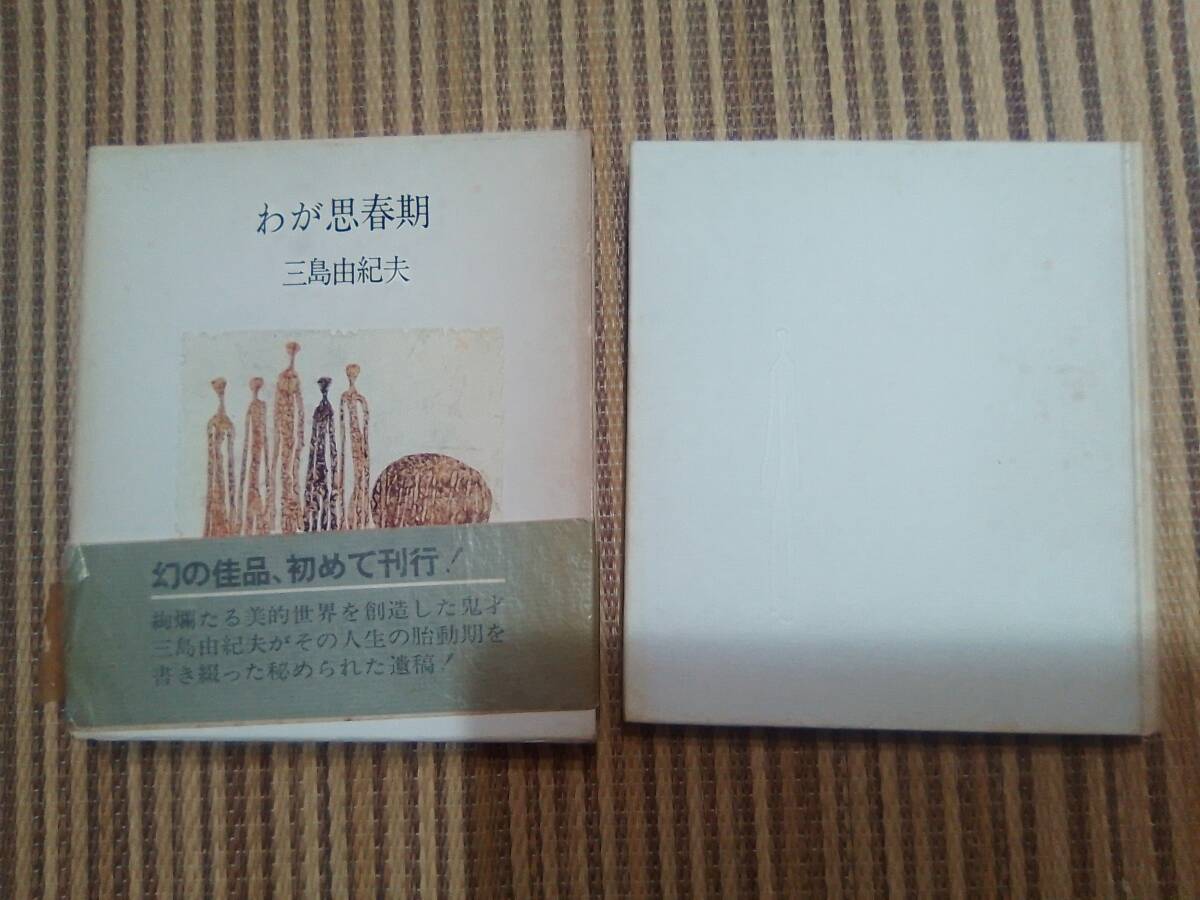 わが思春期
三島由紀夫
幻の佳品、初めて刊行!
絢爛たる美的世界を創造した鬼才
三島由紀夫がその人生の胎動期を
書き綴った秘められた遺稿!